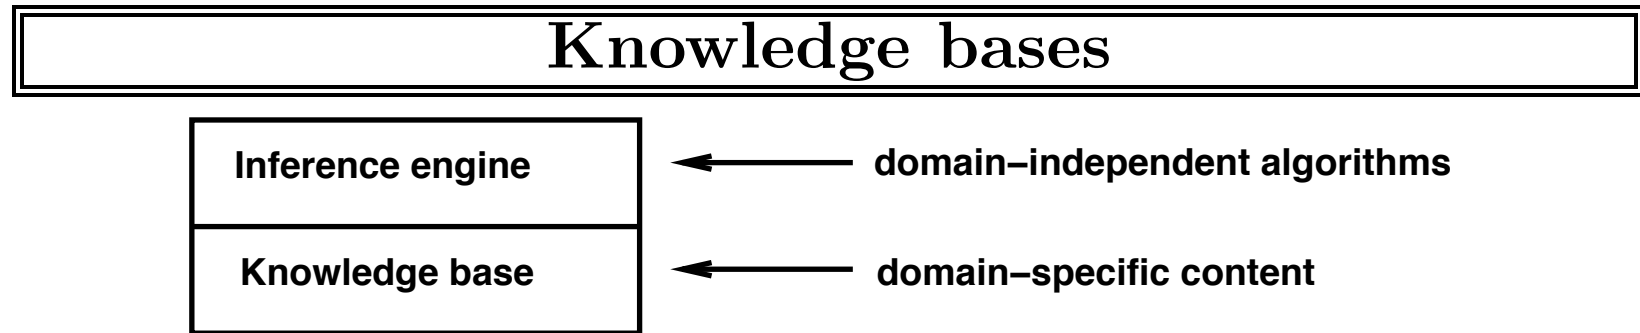 Knowledge bases
Inference engine
domain–independent algorithms
Knowledge base
domain–specific content